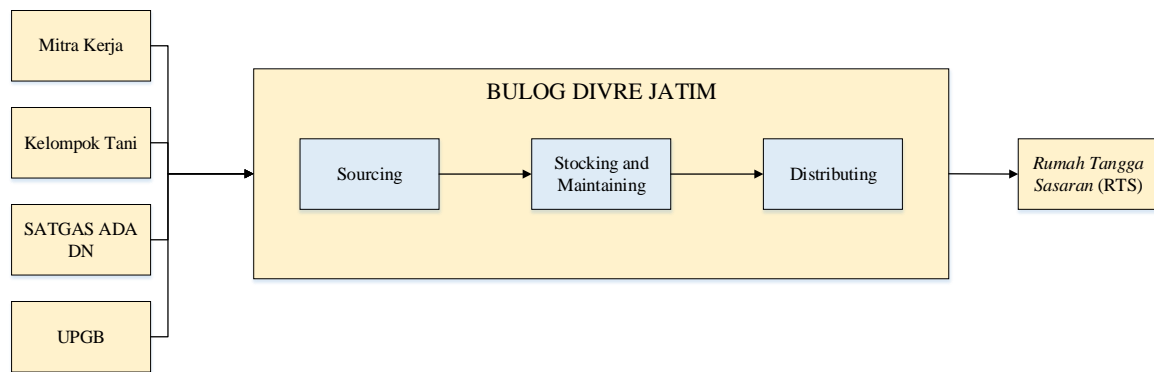 Mitra Kerja
Kelompok Tani
SATGAS ADA
DN
UPGB
BULOG DIVRE JATIM
Sourcing
Stocking and
Maintaining
Distributing
Rumah Tangga
Sasaran (RTS)